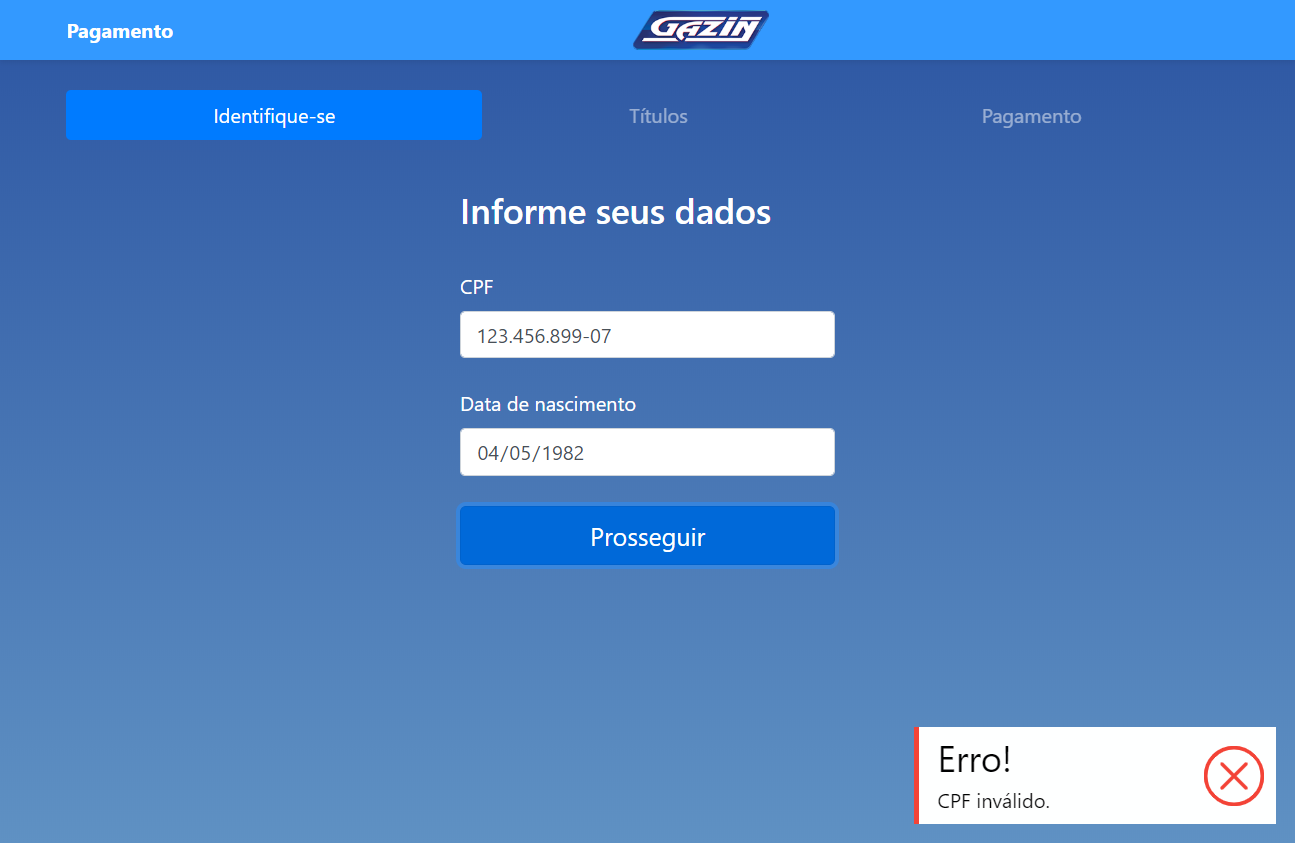 Pagamento
GAZIN
Identifique-se
Títulos
Pagamento
Informe seus dados
CPF
123.456.899-07
Data de nascimento
04/05/1982
Prosseguir
Erro!
CPF inválido.